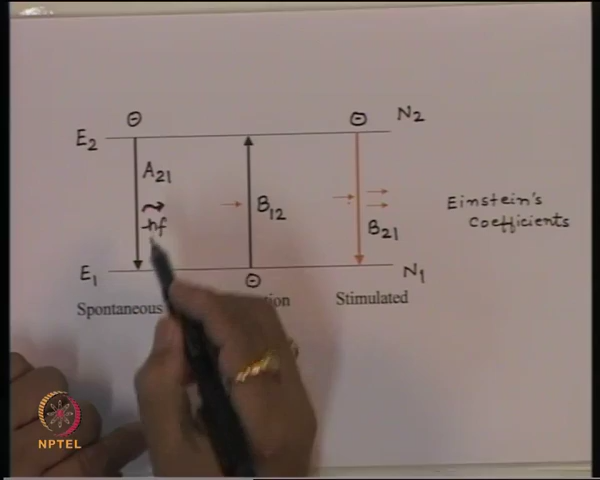 E2
N2
A21
hf
B12
B21
Einstein's
Coefficients
E1
N1
Spontaneous
Stimulated
NPTEL